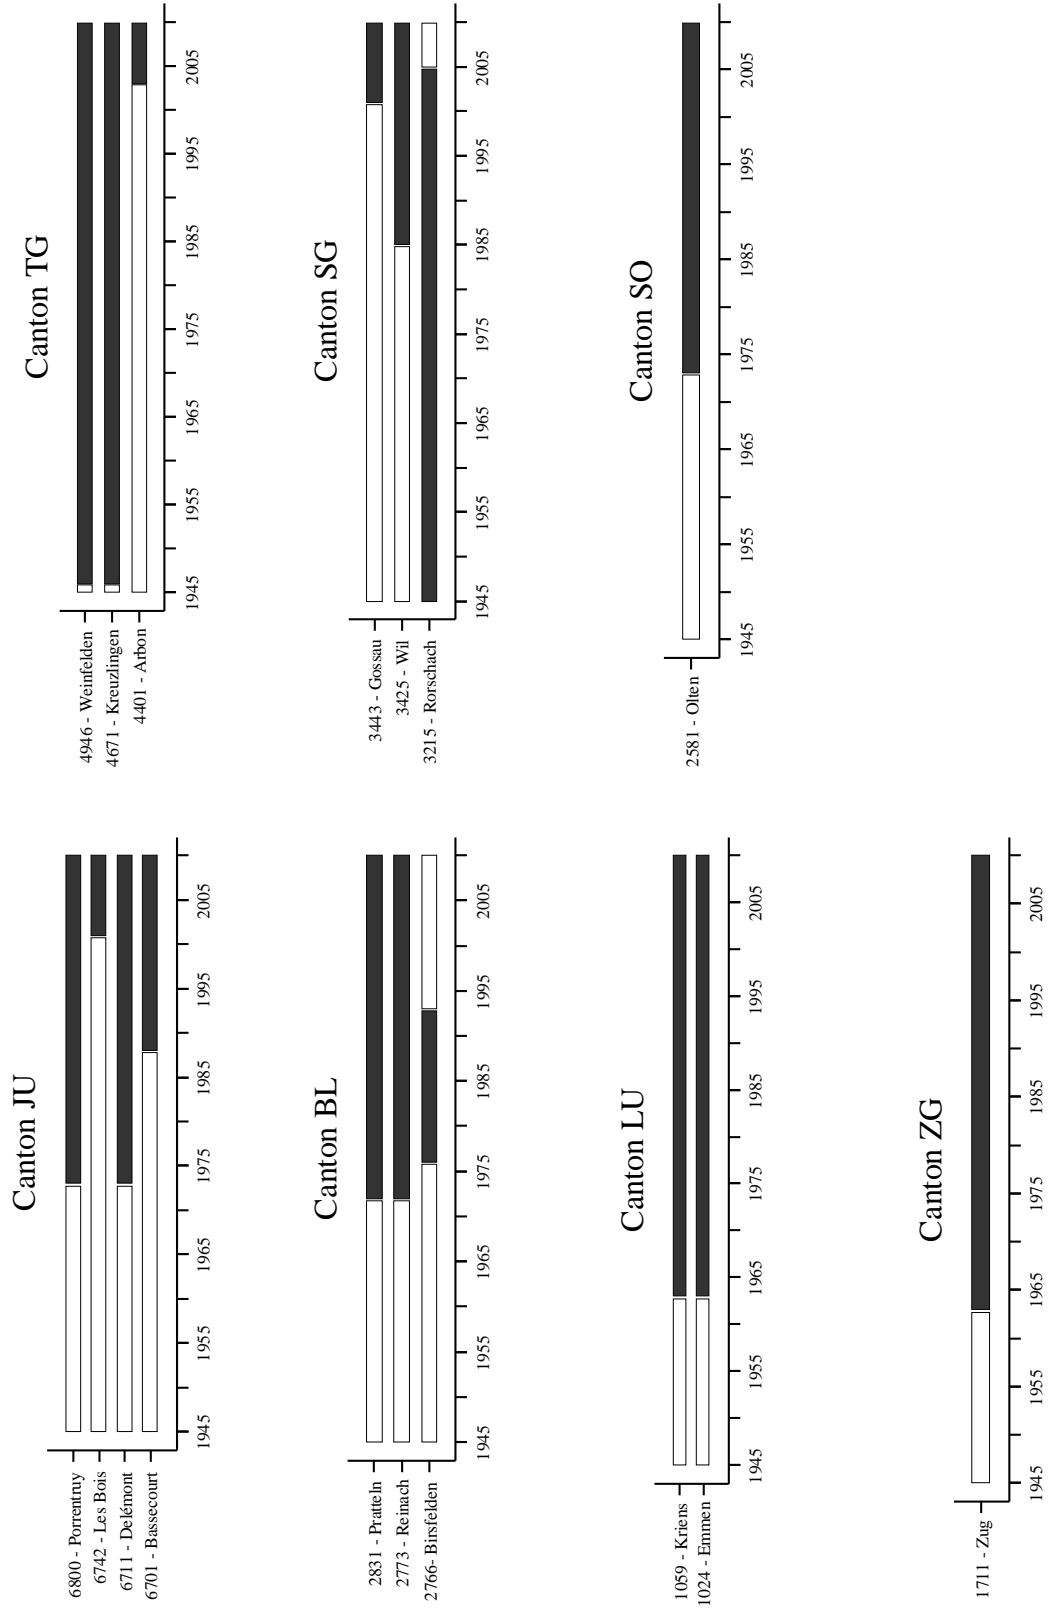 Canton JU
6800 - Porrentruy
6742 - Les Bois
6711 - Delémont
6701 - Bassecourt
1945 1955 1965 1975 1985 1995 2005
Canton TG
4946 - Weinfelden
4671 - Kreuzlingen
4401 - Arbon
1945 1955 1965 1975 1985 1995 2005
Canton BL
2831 - Pratteln
2773 - Reinach
2766- Birsfelden
1945 1955 1965 1975 1985 1995 2005
Canton SG
3443 - Gossau
3425 - Wil
3215 - Rorschach
1945 1955 1965 1975 1985 1995 2005
Canton LU
1059 - Kriens
1024 - Emmen
1945 1955 1965 1975 1985 1995 2005
Canton SO
2581 - Olten
1945 1955 1965 1975 1985 1995 2005
Canton ZG
1711 - Zug
1945 1955 1965 1975 1985 1995 2005